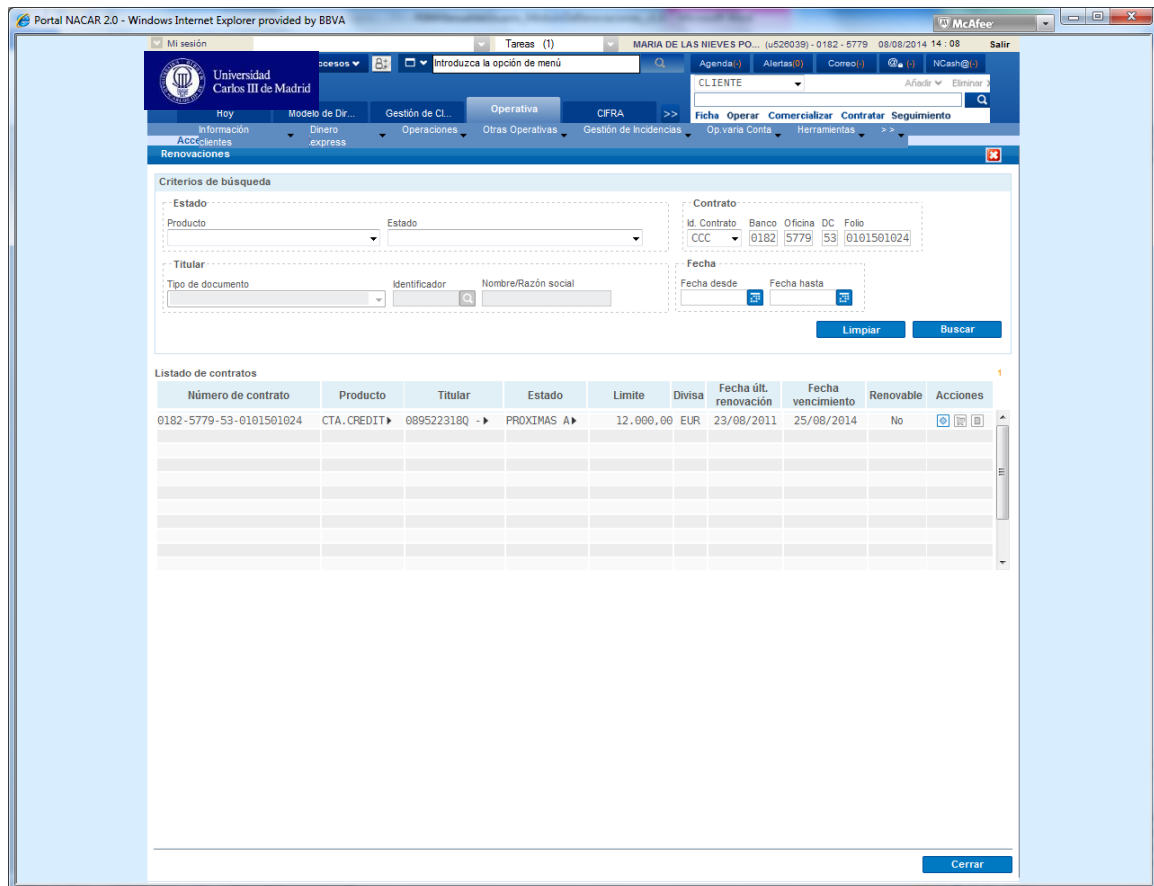 Portal NACAR 2.0 - Windows Internet Explorer provided by BBVA
McAfee
Mi sesión Tareas (1) MARIA DE LAS NIEVES PO... (u526039) - 0182 - 5779 08/08/2014 14 : 08 Salir
Universidad
Carlos III de Madrid
ccesos Introduzca la opción de menú Agenda(-) Alertas(0) Correo(-) @ (-) NCash@(-)
CLIENTE Añadir Eliminar
Hoy Modelo de Dir... Gestión de Cl... Operativa CIFRA >> Ficha Operar Comercializar Contratar Seguimiento
Información Dinero Operaciones Otras Operativas Gestión de Incidencias Op.varia Conta Herramientas >>
clientes .express
Renovaciones
Criterios de búsqueda
Estado Contrato
Producto Estado Id. Contrato Banco Oficina DC Folio
CCC 0182 5779 53 0101501024
Titular Fecha
Tipo de documento Identificador Nombre/Razón social Fecha desde Fecha hasta
Limpiar Buscar
Listado de contratos 1
Número de contrato Producto Titular Estado Limite Divisa Fecha últ. renovación Fecha vencimiento Renovable Acciones
0182-5779-53-0101501024 CTA.CREDIT 089522318Q - PROXIMAS A 12.000,00 EUR 23/08/2011 25/08/2014 No
Cerrar